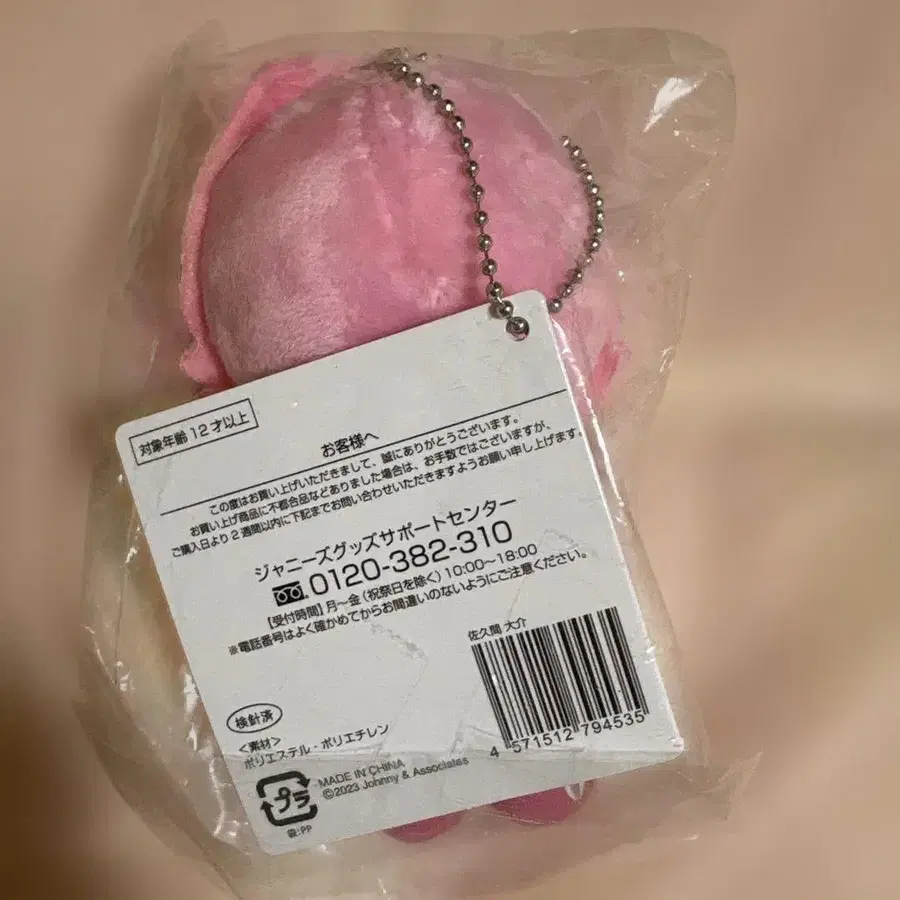 対象年齢12才以上
お客様へ
この度はお買い上げいただきまして、誠にありがとうございます。
お買い上げ商品に不都合品などありました場合は、お手数ではございますが、
ご購入日より2週間以内に下記までお問い合わせいただきますようお願い申し上げます。
ジャニーズグッズサポートセンター
0120-382-310
【受付時間】月〜金(祝祭日を除く)10:00〜18:00
※電話番号はよく確かめてからお間違いのないようにご注意ください。
佐久間 大介
4 571512 794535
検針済
<素材>
ポリエステル・ポリエチレン
プラ
袋:PP
MADE IN CHINA
©2023 Johnny & Associates